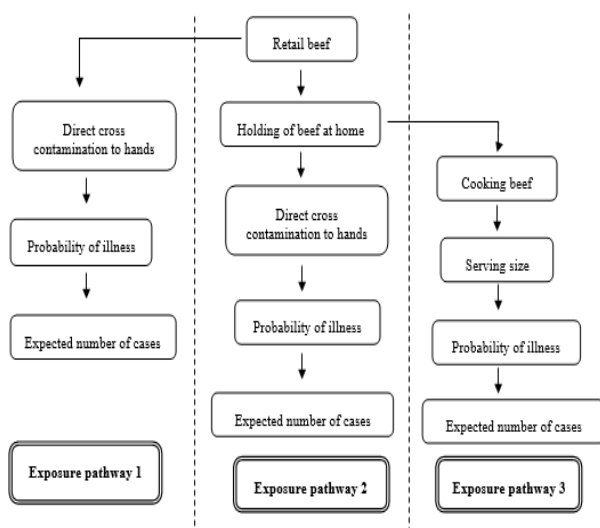 Retail beef
Direct cross
contamination to hands
Probability of illness
Expected number of cases
Exposure pathway 1
Holding of beef at home
Direct cross
contamination to hands
Probability of illness
Expected number of cases
Exposure pathway 2
Cooking beef
Serving size
Probability of illness
Expected number of cases
Exposure pathway 3